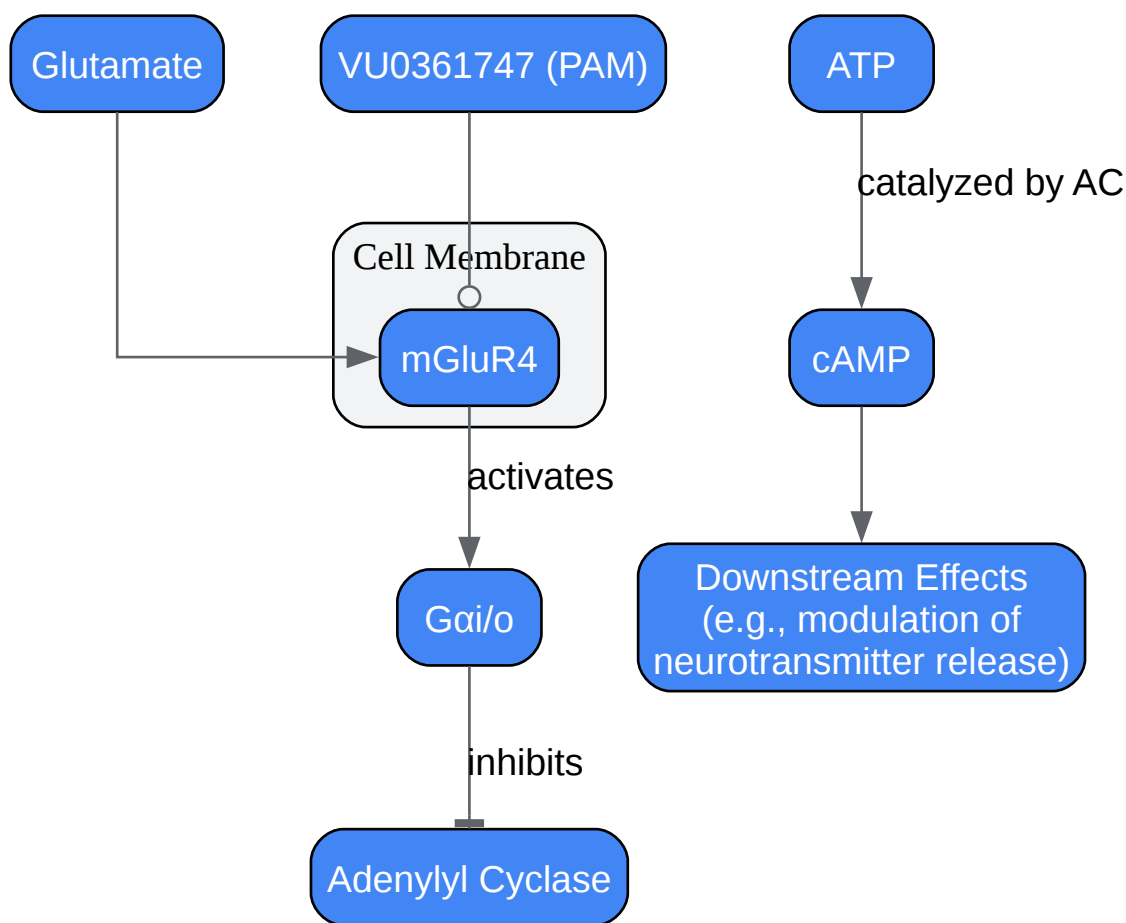 Glutamate
VU0361747 (PAM)
ATP
catalyzed by AC
Cell Membrane
mGluR4
cAMP
activates
Gαi/o
Downstream Effects
(e.g., modulation of
neurotransmitter release)
inhibits
Adenylyl Cyclase